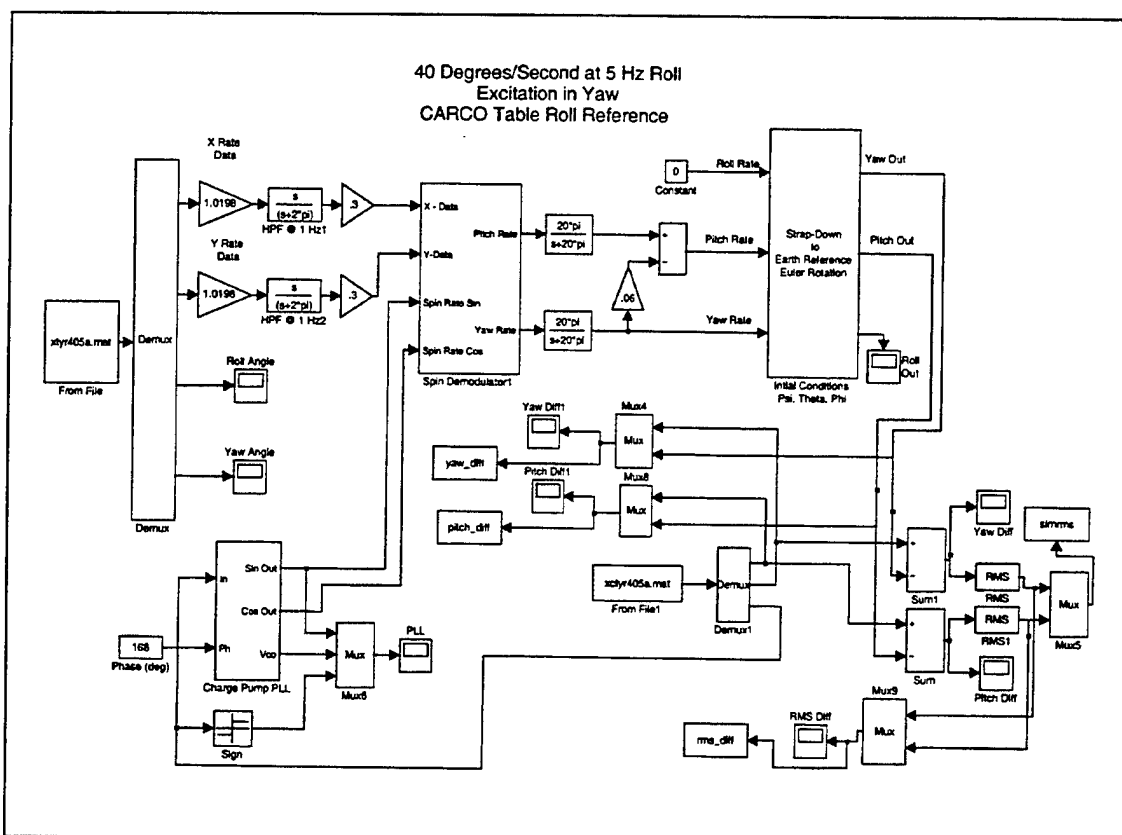 40 Degrees/Second at 5 Hz Roll
Excitation in Yaw
CARCO Table Roll Reference
X Rate
Data
1.0198
s
(s+2*pi)
HPF @ 1 Hz1
.3
Y Rate
Data
1.0198
s
(s+2*pi)
HPF @ 1 Hz2
.3
xtyr405a.mat
From File
Demux
Demux
Roll Angle
Yaw Angle
X - Data
Y-Data
Spin Rate Sin
Spin Rate Cos
Pitch Rate
Yaw Rate
Spin Demodulator1
20*pi
s+20*pi
20*pi
s+20*pi
.06
+
−
0
Constant
Roll Rate
Pitch Rate
Yaw Rate
Strap-Down
to
Earth Reference
Euler Rotation
Intial Conditions
Psi, Theta, Phi
Yaw Out
Pitch Out
Roll
Out
Yaw Diff1
Mux4
Mux
yaw_diff
Pitch Diff1
Mux8
Mux
pitch_diff
xctyr405a.mat
From File1
Demux
Demux1
+
−
Sum1
+
−
Sum
Yaw Diff
RMS
RMS
RMS
RMS1
Pitch Diff
simrms
Mux
Mux5
Mux9
Mux
RMS Diff
rms_diff
168
Phase (deg)
In
Ph
Sin Out
Cos Out
Vco
Charge Pump PLL
Sign
Mux
Mux6
PLL